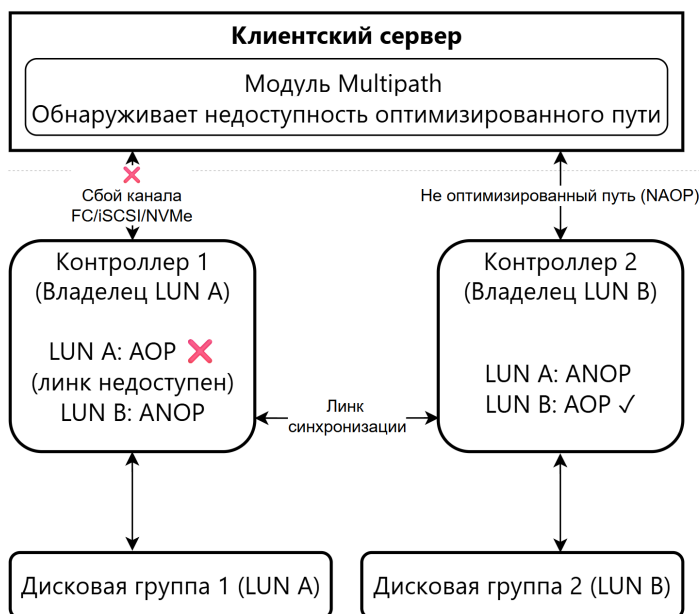 Клиентский сервер
Модуль Multipath
Обнаруживает недоступность оптимизированного пути
Сбой канала
FC/iSCSI/NVMe
Не оптимизированный путь (NAOP)
Контроллер 1
(Владелец LUN A)
LUN A: AOP ❌
(линк недоступен)
LUN B: ANOP
Линк
синхронизации
Контроллер 2
(Владелец LUN B)
LUN A: ANOP
LUN B: AOP ✓
Дисковая группа 1 (LUN A)
Дисковая группа 2 (LUN B)